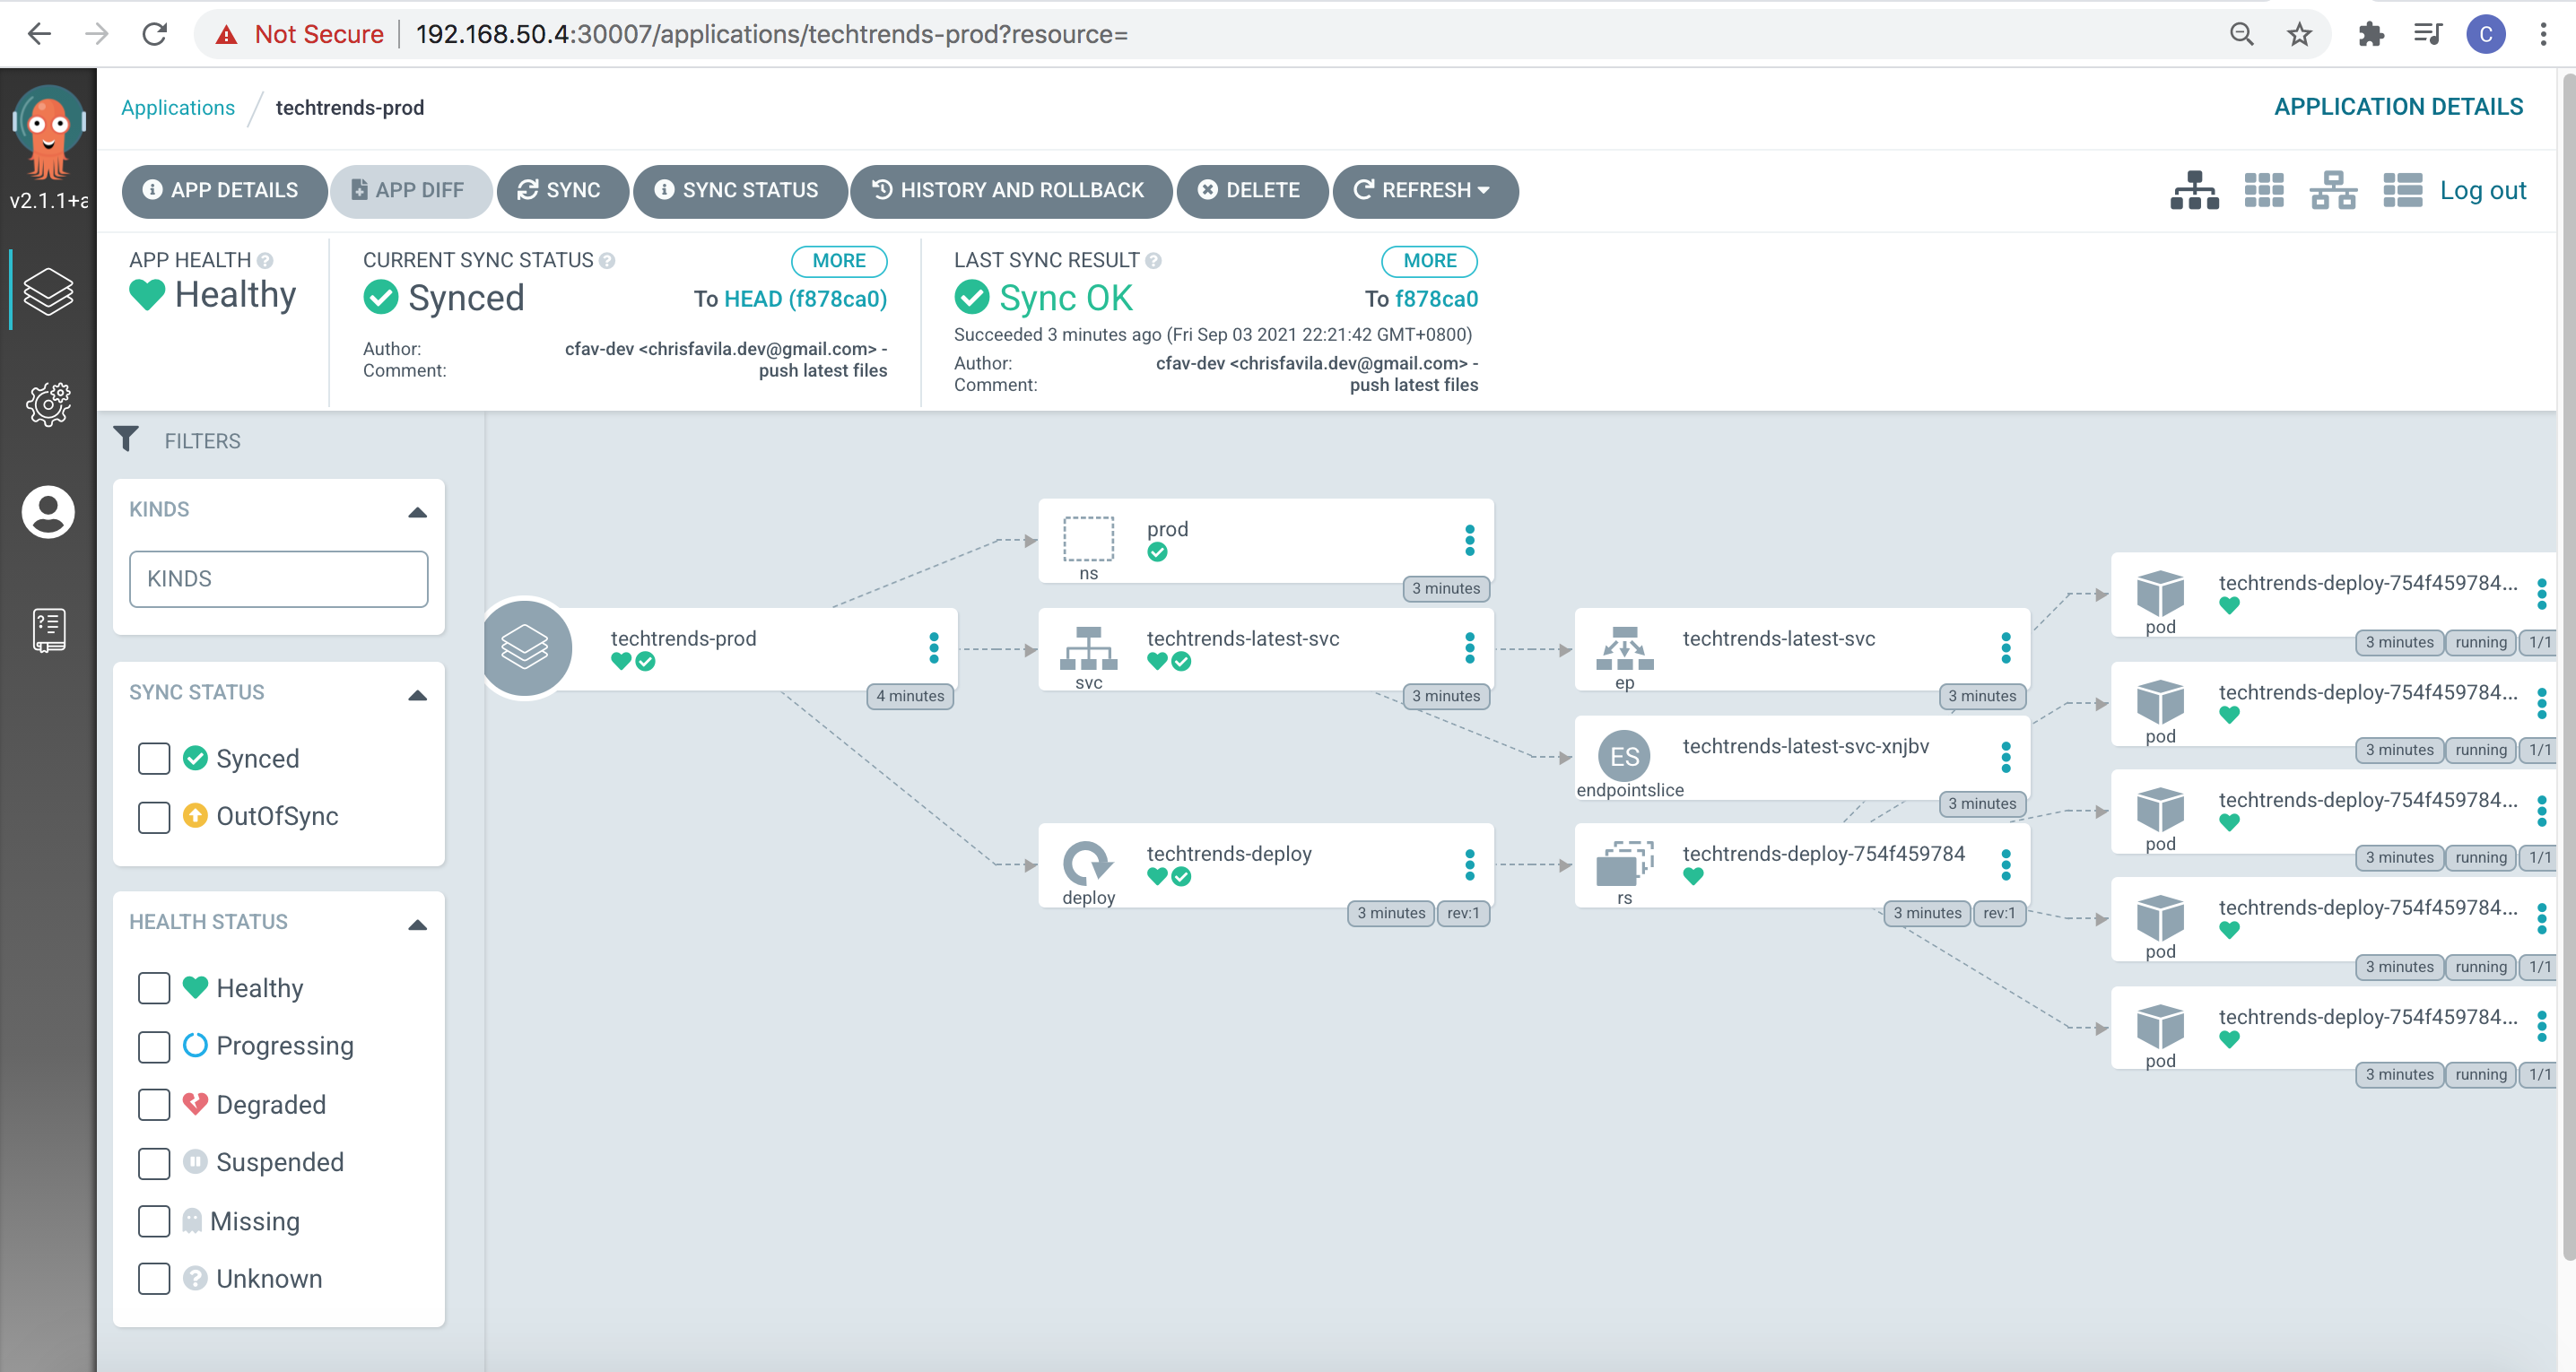 Not Secure | 192.168.50.4:30007/applications/techtrends-prod?resource=
C
v2.1.1+a
Applications / techtrends-prod
APPLICATION DETAILS
APP DETAILS APP DIFF SYNC SYNC STATUS HISTORY AND ROLLBACK DELETE REFRESH
Log out
APP HEALTH
Healthy
CURRENT SYNC STATUS MORE
Synced To HEAD (f878ca0)
Author: cfav-dev <chrisfavila.dev@gmail.com> -
Comment: push latest files
LAST SYNC RESULT MORE
Sync OK To f878ca0
Succeeded 3 minutes ago (Fri Sep 03 2021 22:21:42 GMT+0800)
Author: cfav-dev <chrisfavila.dev@gmail.com> -
Comment: push latest files
FILTERS
KINDS
KINDS
SYNC STATUS
Synced
OutOfSync
HEALTH STATUS
Healthy
Progressing
Degraded
Suspended
Missing
Unknown
techtrends-prod
4 minutes
prod
ns
3 minutes
techtrends-latest-svc
svc
3 minutes
techtrends-deploy
deploy
3 minutes rev:1
techtrends-latest-svc
ep
3 minutes
ES
techtrends-latest-svc-xnjbv
endpointslice
3 minutes
techtrends-deploy-754f459784
rs
3 minutes rev:1
techtrends-deploy-754f459784...
pod
3 minutes running 1/1
techtrends-deploy-754f459784...
pod
3 minutes running 1/1
techtrends-deploy-754f459784...
pod
3 minutes running 1/1
techtrends-deploy-754f459784...
pod
3 minutes running 1/1
techtrends-deploy-754f459784...
pod
3 minutes running 1/1